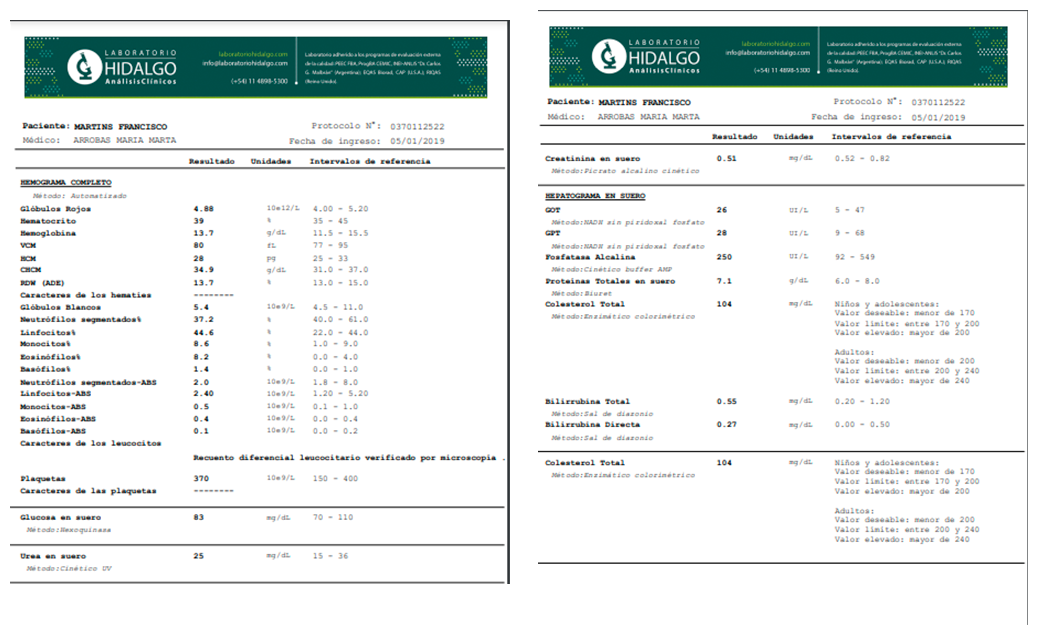 LABORATORIO
HIDALGO
AnálisisClínicos
laboratoriohidalgo.com
info@laboratoriohidalgo.com
(+54) 11 4898-5300
Laboratorio adherido a los programas de evaluación externa
de la calidad: PEEC FBA, ProgBA CEMIC, INEI-ANLIS "Dr. Carlos
G. Malbrán" (Argentina); EQAS Biorad, CAP (U.S.A.), RIQAS
(Reino Unido).
Paciente: MARTINS FRANCISCO Protocolo N°: 0370112522
Médico: ARROBAS MARIA MARTA Fecha de ingreso: 05/01/2019
Resultado Unidades Intervalos de referencia
HEMOGRAMA COMPLETO
Método: Automatizado
Glóbulos Rojos 4.88 10e12/L 4.00 - 5.20
Hematocrito 39 % 35 - 45
Hemoglobina 13.7 g/dL 11.5 - 15.5
VCM 80 fL 77 - 95
HCM 28 pg 25 - 33
CHCM 34.9 g/dL 31.0 - 37.0
RDW (ADE) 13.7 % 13.0 - 15.0
Caracteres de los hematíes --------
Glóbulos Blancos 5.4 10e9/L 4.5 - 11.0
Neutrófilos segmentados% 37.2 % 40.0 - 61.0
Linfocitos% 44.6 % 22.0 - 44.0
Monocitos% 8.6 % 1.0 - 9.0
Eosinófilos% 8.2 % 0.0 - 4.0
Basófilos% 1.4 % 0.0 - 1.0
Neutrófilos segmentados-ABS 2.0 10e9/L 1.8 - 8.0
Linfocitos-ABS 2.40 10e9/L 1.20 - 5.20
Monocitos-ABS 0.5 10e9/L 0.1 - 1.0
Eosinófilos-ABS 0.4 10e9/L 0.0 - 0.4
Basófilos-ABS 0.1 10e9/L 0.0 - 0.2
Caracteres de los leucocitos
Recuento diferencial leucocitario verificado por microscopía .
Plaquetas 370 10e9/L 150 - 400
Caracteres de las plaquetas --------
Glucosa en suero 83 mg/dL 70 - 110
Método:Hexoquinasa
Urea en suero 25 mg/dL 15 - 36
Método:Cinético UV
LABORATORIO
HIDALGO
AnálisisClínicos
laboratoriohidalgo.com
info@laboratoriohidalgo.com
(+54) 11 4898-5300
Laboratorio adherido a los programas de evaluación externa
de la calidad: PEEC FBA, ProgBA CEMIC, INEI-ANLIS "Dr. Carlos
G. Malbrán" (Argentina); EQAS Biorad, CAP (U.S.A.), RIQAS
(Reino Unido).
Paciente: MARTINS FRANCISCO Protocolo N°: 0370112522
Médico: ARROBAS MARIA MARTA Fecha de ingreso: 05/01/2019
Resultado Unidades Intervalos de referencia
Creatinina en suero 0.51 mg/dL 0.52 - 0.82
Método:Picrato alcalino cinético
HEPATOGRAMA EN SUERO
GOT 26 UI/L 5 - 47
Método:NADH sin piridoxal fosfato
GPT 28 UI/L 9 - 68
Método:NADH sin piridoxal fosfato
Fosfatasa Alcalina 250 UI/L 92 - 549
Método:Cinético buffer AMP
Proteínas Totales en suero 7.1 g/dL 6.0 - 8.0
Método:Biuret
Colesterol Total 104 mg/dL Niños y adolescentes:
Método:Enzimático colorimétrico Valor deseable: menor de 170
Valor límite: entre 170 y 200
Valor elevado: mayor de 200
Adultos:
Valor deseable: menor de 200
Valor límite: entre 200 y 240
Valor elevado: mayor de 240
Bilirrubina Total 0.55 mg/dL 0.20 - 1.20
Método:Sal de diazonio
Bilirrubina Directa 0.27 mg/dL 0.00 - 0.50
Método:Sal de diazonio
Colesterol Total 104 mg/dL Niños y adolescentes:
Método:Enzimático colorimétrico Valor deseable: menor de 170
Valor límite: entre 170 y 200
Valor elevado: mayor de 200
Adultos:
Valor deseable: menor de 200
Valor límite: entre 200 y 240
Valor elevado: mayor de 240